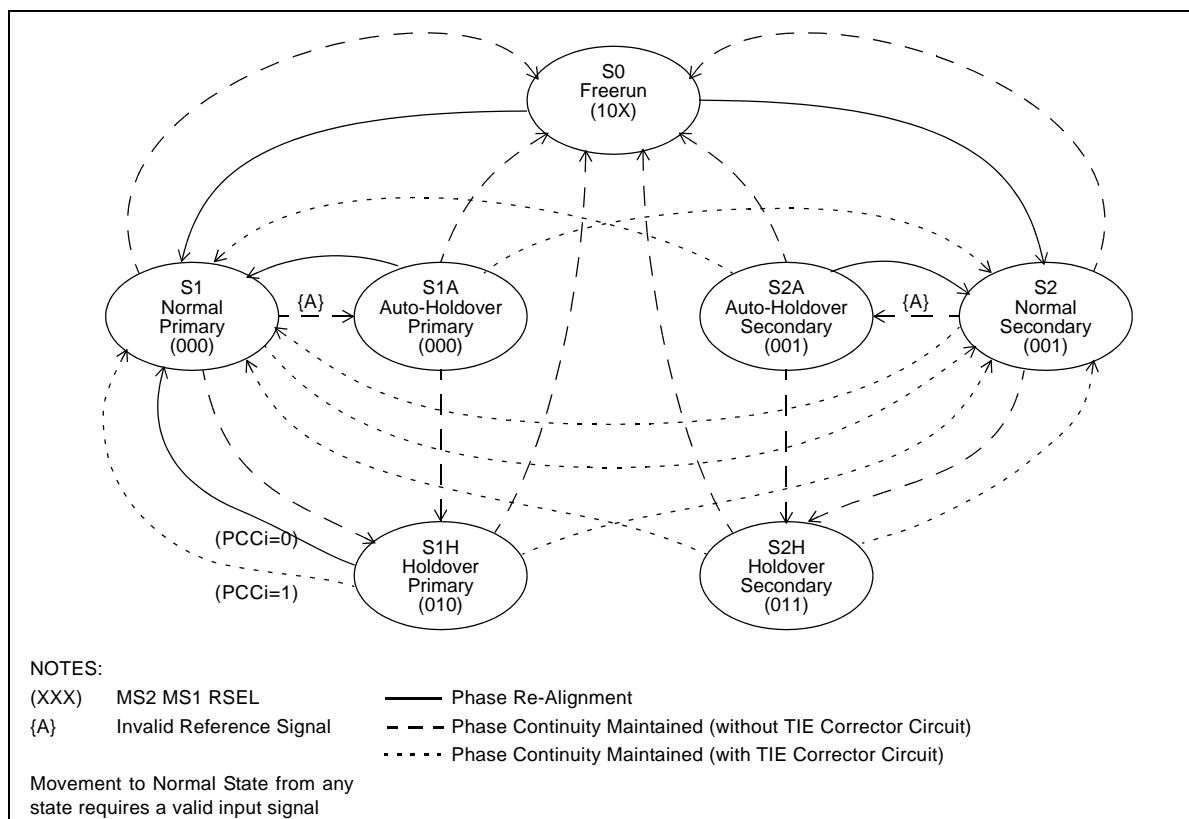 S0
Freerun
(10X)
S1
Normal
Primary
(000)
{A}
S1A
Auto-Holdover
Primary
(000)
S2A
Auto-Holdover
Secondary
(001)
{A}
S2
Normal
Secondary
(001)
(PCCi=0)
(PCCi=1)
S1H
Holdover
Primary
(010)
S2H
Holdover
Secondary
(011)
NOTES:
(XXX) MS2 MS1 RSEL
Phase Re-Alignment
{A} Invalid Reference Signal
Phase Continuity Maintained (without TIE Corrector Circuit)
Phase Continuity Maintained (with TIE Corrector Circuit)
Movement to Normal State from any
state requires a valid input signal